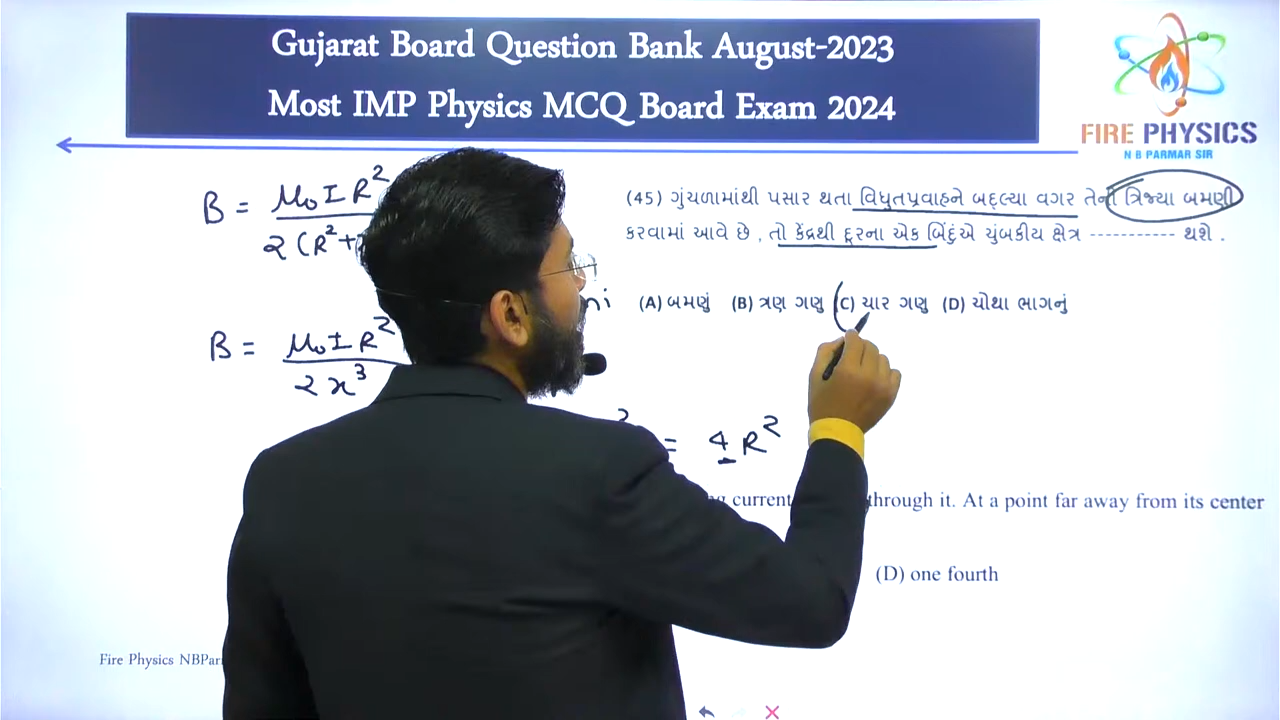 Gujarat Board Question Bank August-2023
Most IMP Physics MCQ Board Exam 2024
FIRE PHYSICS
N B PARMAR SIR
B = μ₀IR²
2(R²+
(45) ગુંચળામાંથી પસાર થતા વિધુતપ્રવાહને બદલ્યા વગર તેની ત્રિજ્યા બમણી
કરવામાં આવે છે , તો કેંદ્રથી દૂરના એક બિંદુંએ ચુંબકીય ક્ષેત્ર ----------- થશે .
(A) બમણું (B) ત્રણ ગણુ (C) ચાર ગણુ (D) ચોથા ભાગનું
B = μ₀IR²
2x³
= 4R²
current through it. At a point far away from its center
(D) one fourth
Fire Physics